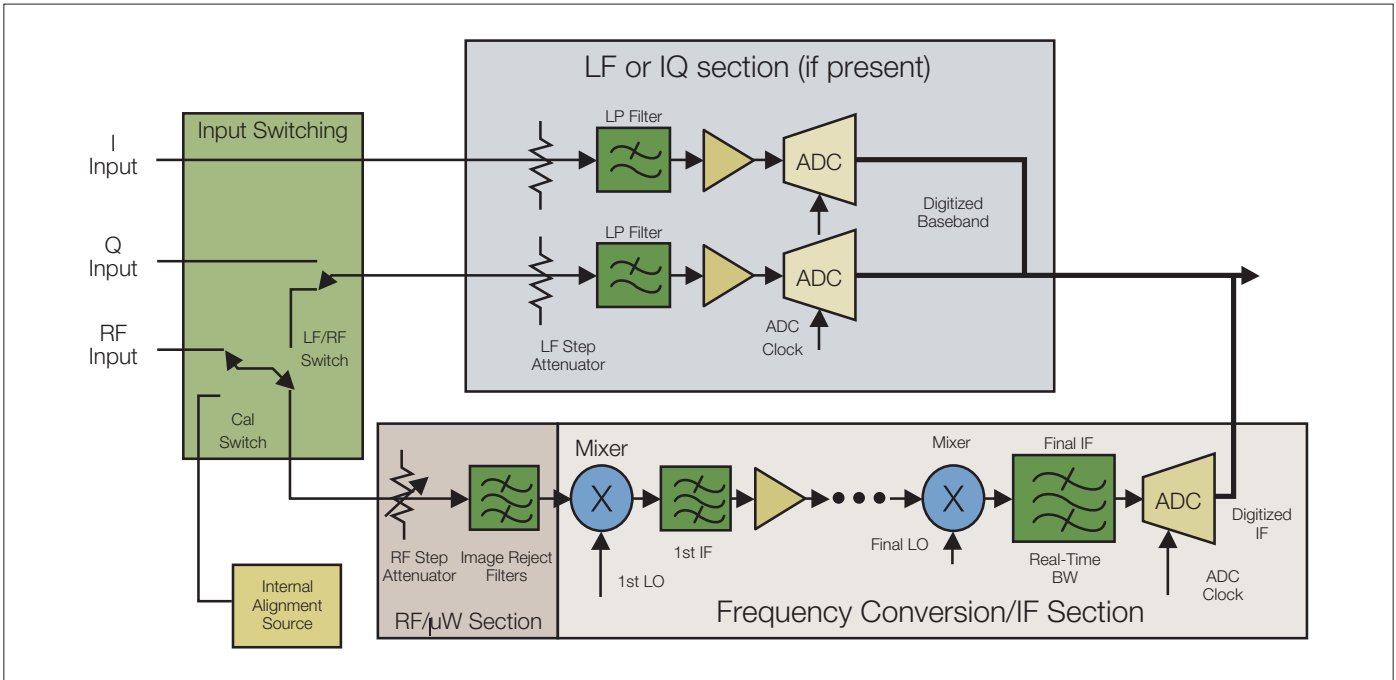 LF or IQ section (if present)
Input Switching
I
Input
LP Filter
ADC
Digitized
Baseband
Q
Input
LP Filter
ADC
RF
Input
LF/RF
Switch
LF Step
Attenuator
ADC
Clock
Cal
Switch
Mixer
Mixer
Final IF
X
X
ADC
RF Step
Attenuator
Image Reject
Filters
1st IF
1st LO
Final LO
Real-Time
BW
Digitized
IF
ADC
Clock
Internal
Alignment
Source
RF/µW Section
Frequency Conversion/IF Section